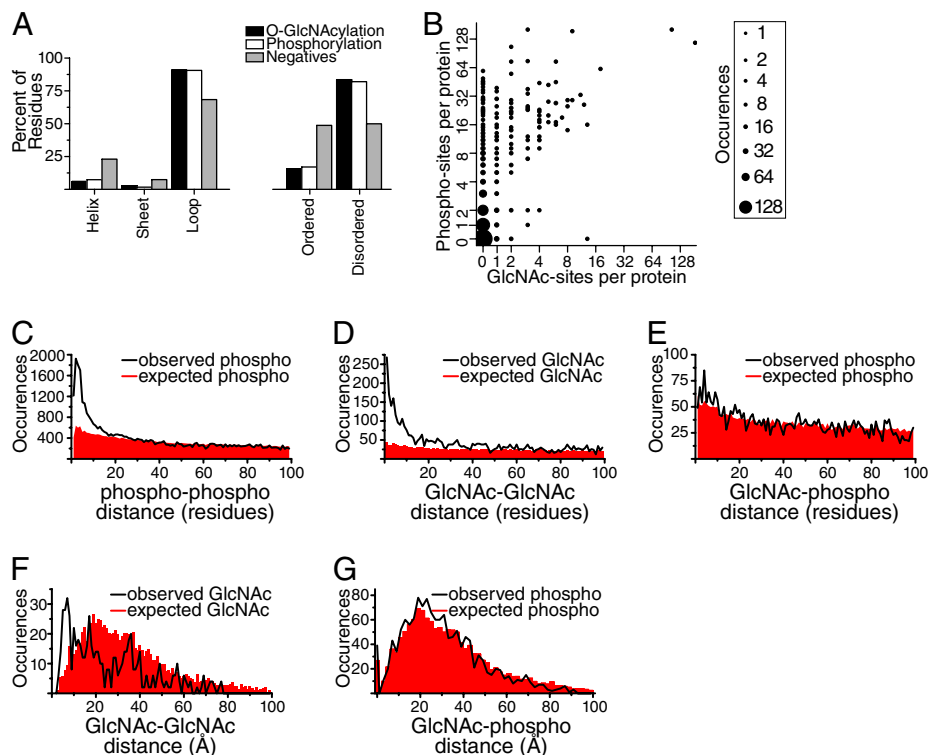 A
O-GlcNAcylation
Phosphorylation
Negatives
Percent of
Residues
100
75
50
25
Helix
Sheet
Loop
Ordered
Disordered
B
Phospho-sites per protein
128
64
32
16
8
4
2
1
0
0 1 2 4 8 16 32 64 128
GlcNAc-sites per protein
Occurences
1
2
4
8
16
32
64
128
C
Occurences
2000
1600
1200
800
400
observed phospho
expected phospho
20 40 60 80 100
phospho-phospho
distance (residues)
D
Occurences
250
200
150
100
50
observed GlcNAc
expected GlcNAc
20 40 60 80 100
GlcNAc-GlcNAc
distance (residues)
E
Occurences
100
75
50
25
observed phospho
expected phospho
20 40 60 80 100
GlcNAc-phospho
distance (residues)
F
Occurences
30
20
10
observed GlcNAc
expected GlcNAc
20 40 60 80 100
GlcNAc-GlcNAc
distance (Å)
G
Occurences
80
60
40
20
observed phospho
expected phospho
20 40 60 80 100
GlcNAc-phospho
distance (Å)